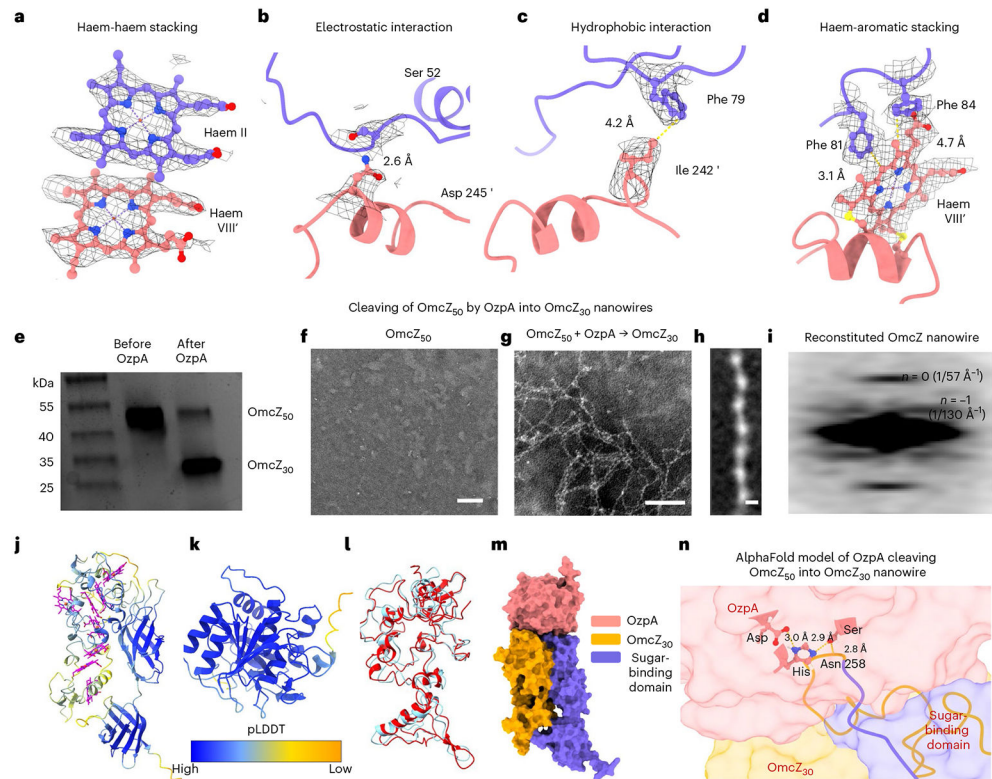 a
Haem-haem stacking
Haem II
Haem
VIII′
b
Electrostatic interaction
Ser 52
2.6 Å
Asp 245 '
c
Hydrophobic interaction
Phe 79
4.2 Å
Ile 242 '
d
Haem-aromatic stacking
Phe 84
Phe 81
4.7 Å
3.1 Å
Haem
VIII′
Cleaving of OmcZ₅₀ by OzpA into OmcZ₃₀ nanowires
e
Before
OzpA
After
OzpA
kDa
55
40
35
25
OmcZ₅₀
OmcZ₃₀
f
OmcZ₅₀
g
OmcZ₅₀ + OzpA → OmcZ₃₀
h
i
Reconstituted OmcZ nanowire
n = 0 (1/57 Å⁻¹)
n = –1
(1/130 Å⁻¹)
j
k
pLDDT
High
Low
l
m
OzpA
OmcZ₃₀
Sugar-
binding
domain
n
AlphaFold model of OzpA cleaving
OmcZ₅₀ into OmcZ₃₀ nanowire
OzpA
Asp
3.0 Å 2.9 Å
Ser
2.8 Å
Asn 258
His
Sugar-
binding
domain
OmcZ₃₀